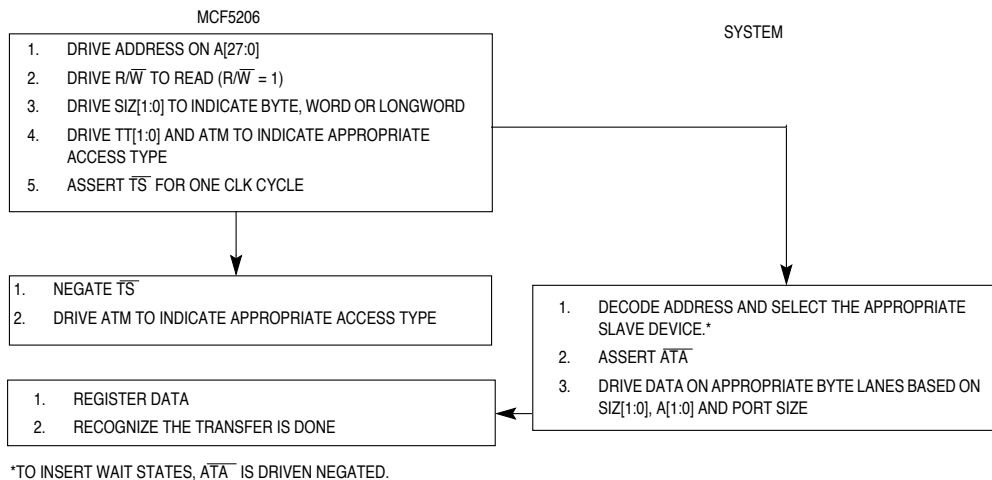 MCF5206
SYSTEM
1. DRIVE ADDRESS ON A[27:0]
2. DRIVE R/W̅ TO READ (R/W̅ = 1)
3. DRIVE SIZ[1:0] TO INDICATE BYTE, WORD OR LONGWORD
4. DRIVE TT[1:0] AND ATM TO INDICATE APPROPRIATE
ACCESS TYPE
5. ASSERT T̅S̅ FOR ONE CLK CYCLE
1. NEGATE T̅S̅
2. DRIVE ATM TO INDICATE APPROPRIATE ACCESS TYPE
1. DECODE ADDRESS AND SELECT THE APPROPRIATE
SLAVE DEVICE.*
2. ASSERT A̅T̅A̅
3. DRIVE DATA ON APPROPRIATE BYTE LANES BASED ON
SIZ[1:0], A[1:0] AND PORT SIZE
1. REGISTER DATA
2. RECOGNIZE THE TRANSFER IS DONE
*TO INSERT WAIT STATES, A̅T̅A̅ IS DRIVEN NEGATED.